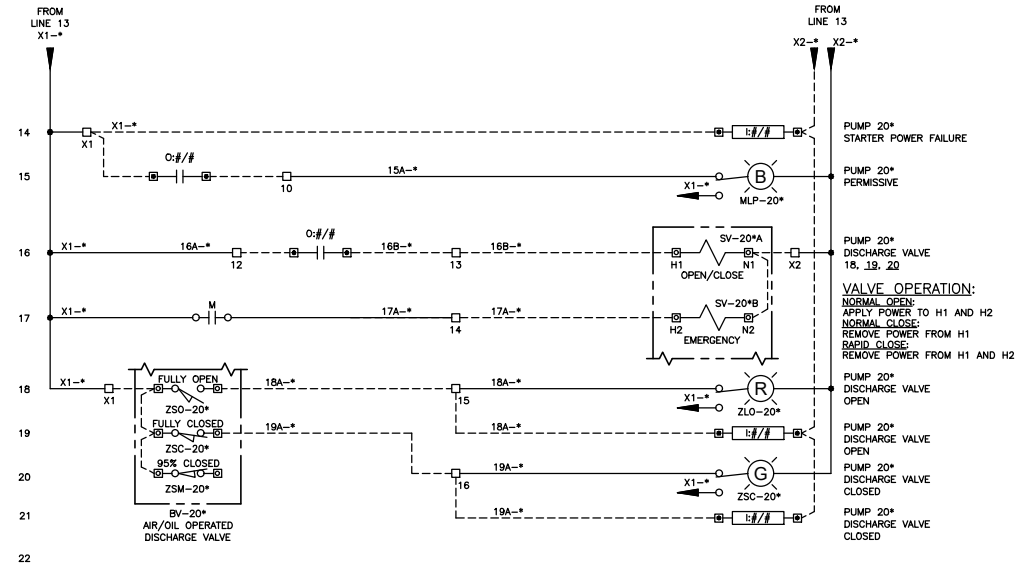 FROM
LINE 13
X1-*
FROM
LINE 13
X2-* X2-*
14
X1
X1-*
I:#/#
PUMP 20*
STARTER POWER FAILURE
15
O:#/#
10
15A-*
X1-*
B
MLP-20*
PUMP 20*
PERMISSIVE
16
X1-*
16A-*
12
O:#/#
16B-*
13
16B-*
SV-20*A
H1
N1
OPEN/CLOSE
X2
PUMP 20*
DISCHARGE VALVE
18, 19, 20
17
X1-*
M
17A-*
14
17A-*
SV-20*B
H2
N2
EMERGENCY
VALVE OPERATION:
NORMAL OPEN:
APPLY POWER TO H1 AND H2
NORMAL CLOSE:
REMOVE POWER FROM H1
RAPID CLOSE:
REMOVE POWER FROM H1 AND H2
18
X1-*
X1
FULLY OPEN
ZSO-20*
18A-*
15
18A-*
X1-*
R
ZLO-20*
PUMP 20*
DISCHARGE VALVE
OPEN
19
FULLY CLOSED
ZSC-20*
19A-*
18A-*
I:#/#
PUMP 20*
DISCHARGE VALVE
OPEN
20
95% CLOSED
ZSM-20*
16
19A-*
X1-*
G
ZSC-20*
PUMP 20*
DISCHARGE VALVE
CLOSED
21
BV-20*
AIR/OIL OPERATED
DISCHARGE VALVE
19A-*
I:#/#
PUMP 20*
DISCHARGE VALVE
CLOSED
22